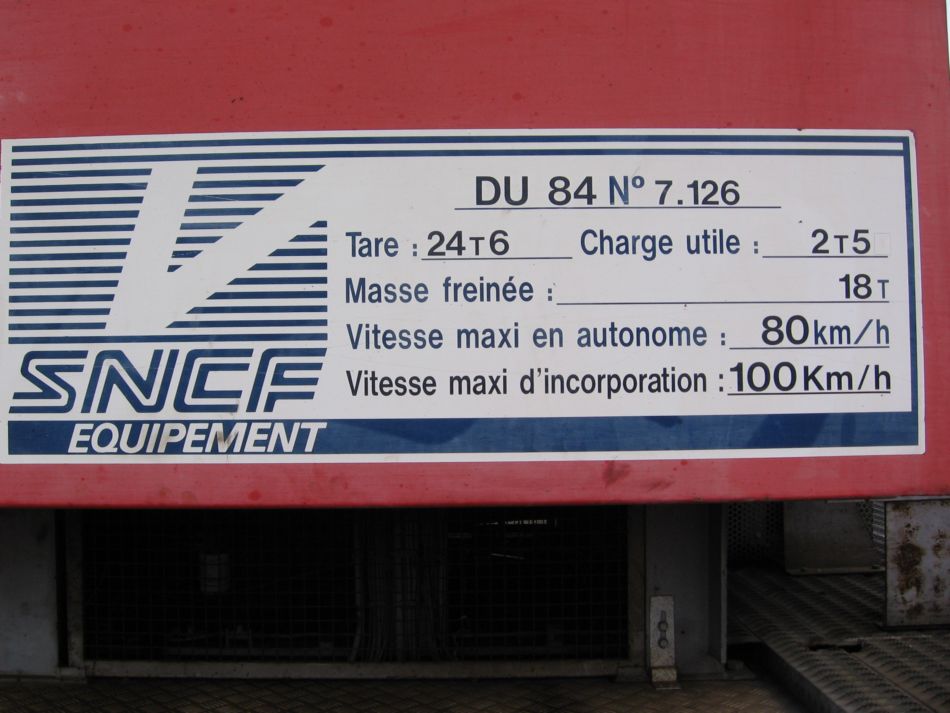 DU 84 N° 7.126
Tare : 24T6 Charge utile : 2T5
Masse freinée : 18T
Vitesse maxi en autonome : 80km/h
Vitesse maxi d'incorporation : 100Km/h
SNCF
EQUIPEMENT